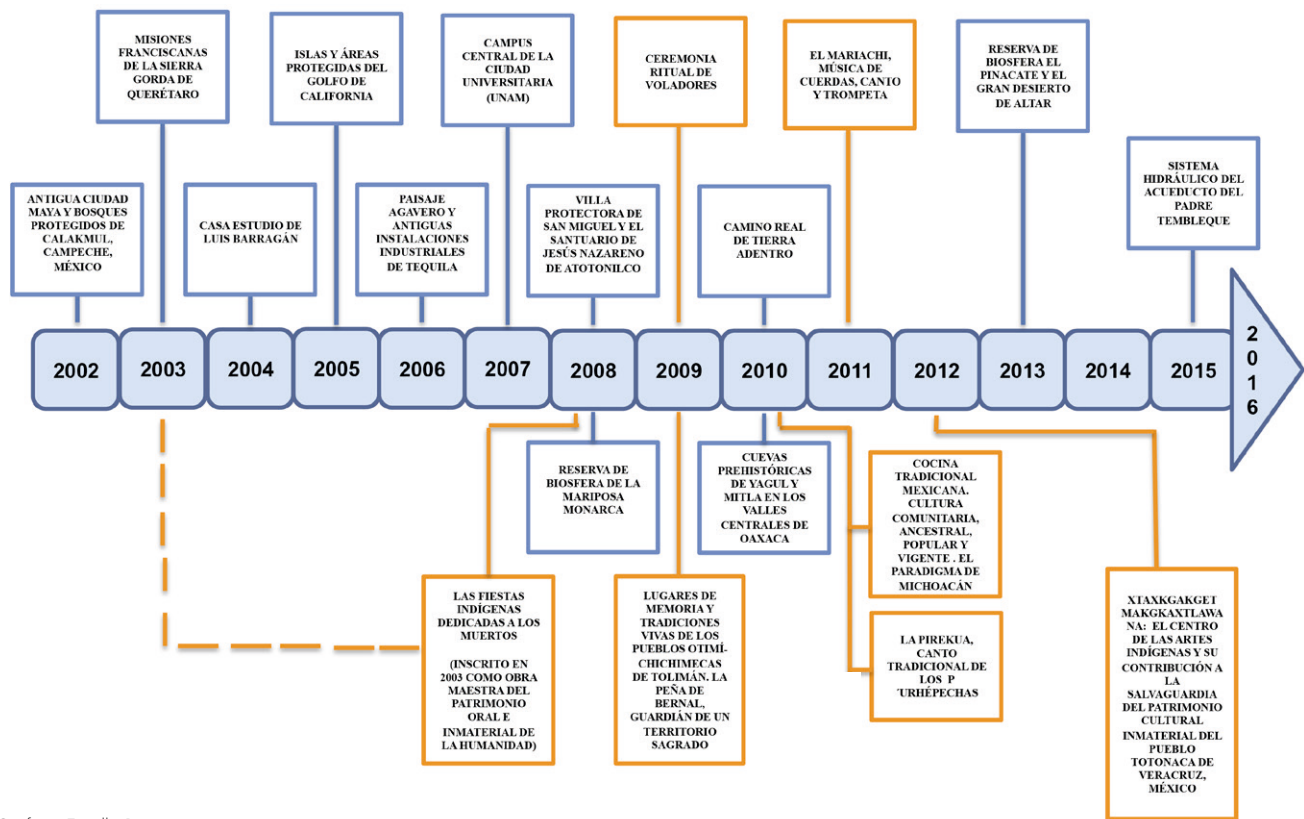 MISIONES
FRANCISCANAS
DE LA SIERRA
GORDA DE
QUERÉTARO
ISLAS Y ÁREAS
PROTEGIDAS DEL
GOLFO DE
CALIFORNIA
CAMPUS
CENTRAL DE LA
CIUDAD
UNIVERSITARIA
(UNAM)
CEREMONIA
RITUAL DE
VOLADORES
EL MARIACHI,
MÚSICA DE
CUERDAS, CANTO
Y TROMPETA
RESERVA DE
BIOSFERA EL
PINACATE Y EL
GRAN DESIERTO
DE ALTAR
ANTIGUA CIUDAD
MAYA Y BOSQUES
PROTEGIDOS DE
CALAKMUL,
CAMPECHE,
MÉXICO
CASA ESTUDIO DE
LUIS BARRAGÁN
PAISAJE
AGAVERO Y
ANTIGUAS
INSTALACIONES
INDUSTRIALES
DE TEQUILA
VILLA
PROTECTORA DE
SAN MIGUEL Y EL
SANTUARIO DE
JESÚS NAZARENO
DE ATOTONILCO
CAMINO REAL
DE TIERRA
ADENTRO
SISTEMA
HIDRÁULICO DEL
ACUEDUCTO DEL
PADRE
TEMBLEQUE
2002 2003 2004 2005 2006 2007 2008 2009 2010 2011 2012 2013 2014 2015 2016
RESERVA DE
BIOSFERA DE LA
MARIPOSA
MONARCA
CUEVAS
PREHISTÓRICAS
DE YAGUL Y
MITLA EN LOS
VALLES
CENTRALES DE
OAXACA
COCINA
TRADICIONAL
MEXICANA.
CULTURA
COMUNITARIA,
ANCESTRAL,
POPULAR Y
VIGENTE . EL
PARADIGMA DE
MICHOACÁN
LAS FIESTAS
INDÍGENAS
DEDICADAS A LOS
MUERTOS
(INSCRITO EN
2003 COMO OBRA
MAESTRA DEL
PATRIMONIO
ORAL E
INMATERIAL DE
LA HUMANIDAD)
LUGARES DE
MEMORIA Y
TRADICIONES
VIVAS DE LOS
PUEBLOS OTIMÍ-
CHICHIMECAS
DE TOLIMÁN. LA
PEÑA DE
BERNAL,
GUARDIÁN DE UN
TERRITORIO
SAGRADO
LA PIREKUA,
CANTO
TRADICIONAL DE
LOS P
URHÉPECHAS
XTAXKGAKGET
MAKGKAXTLAWA
NA: EL CENTRO
DE LAS ARTES
INDÍGENAS Y SU
CONTRIBUCIÓN A
LA
SALVAGUARDIA
DEL PATRIMONIO
CULTURAL
INMATERIAL DEL
PUEBLO
TOTONACA DE
VERACRUZ,
MÉXICO